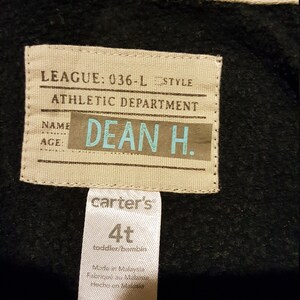 LEAGUE: 036-L STYLE
ATHLETIC DEPARTMENT
NAME
DEAN H.
AGE:
carter's
4t
toddler/bambin
Made in Malaysia
Fabriqué au Malaisie
Hecho en Malasia